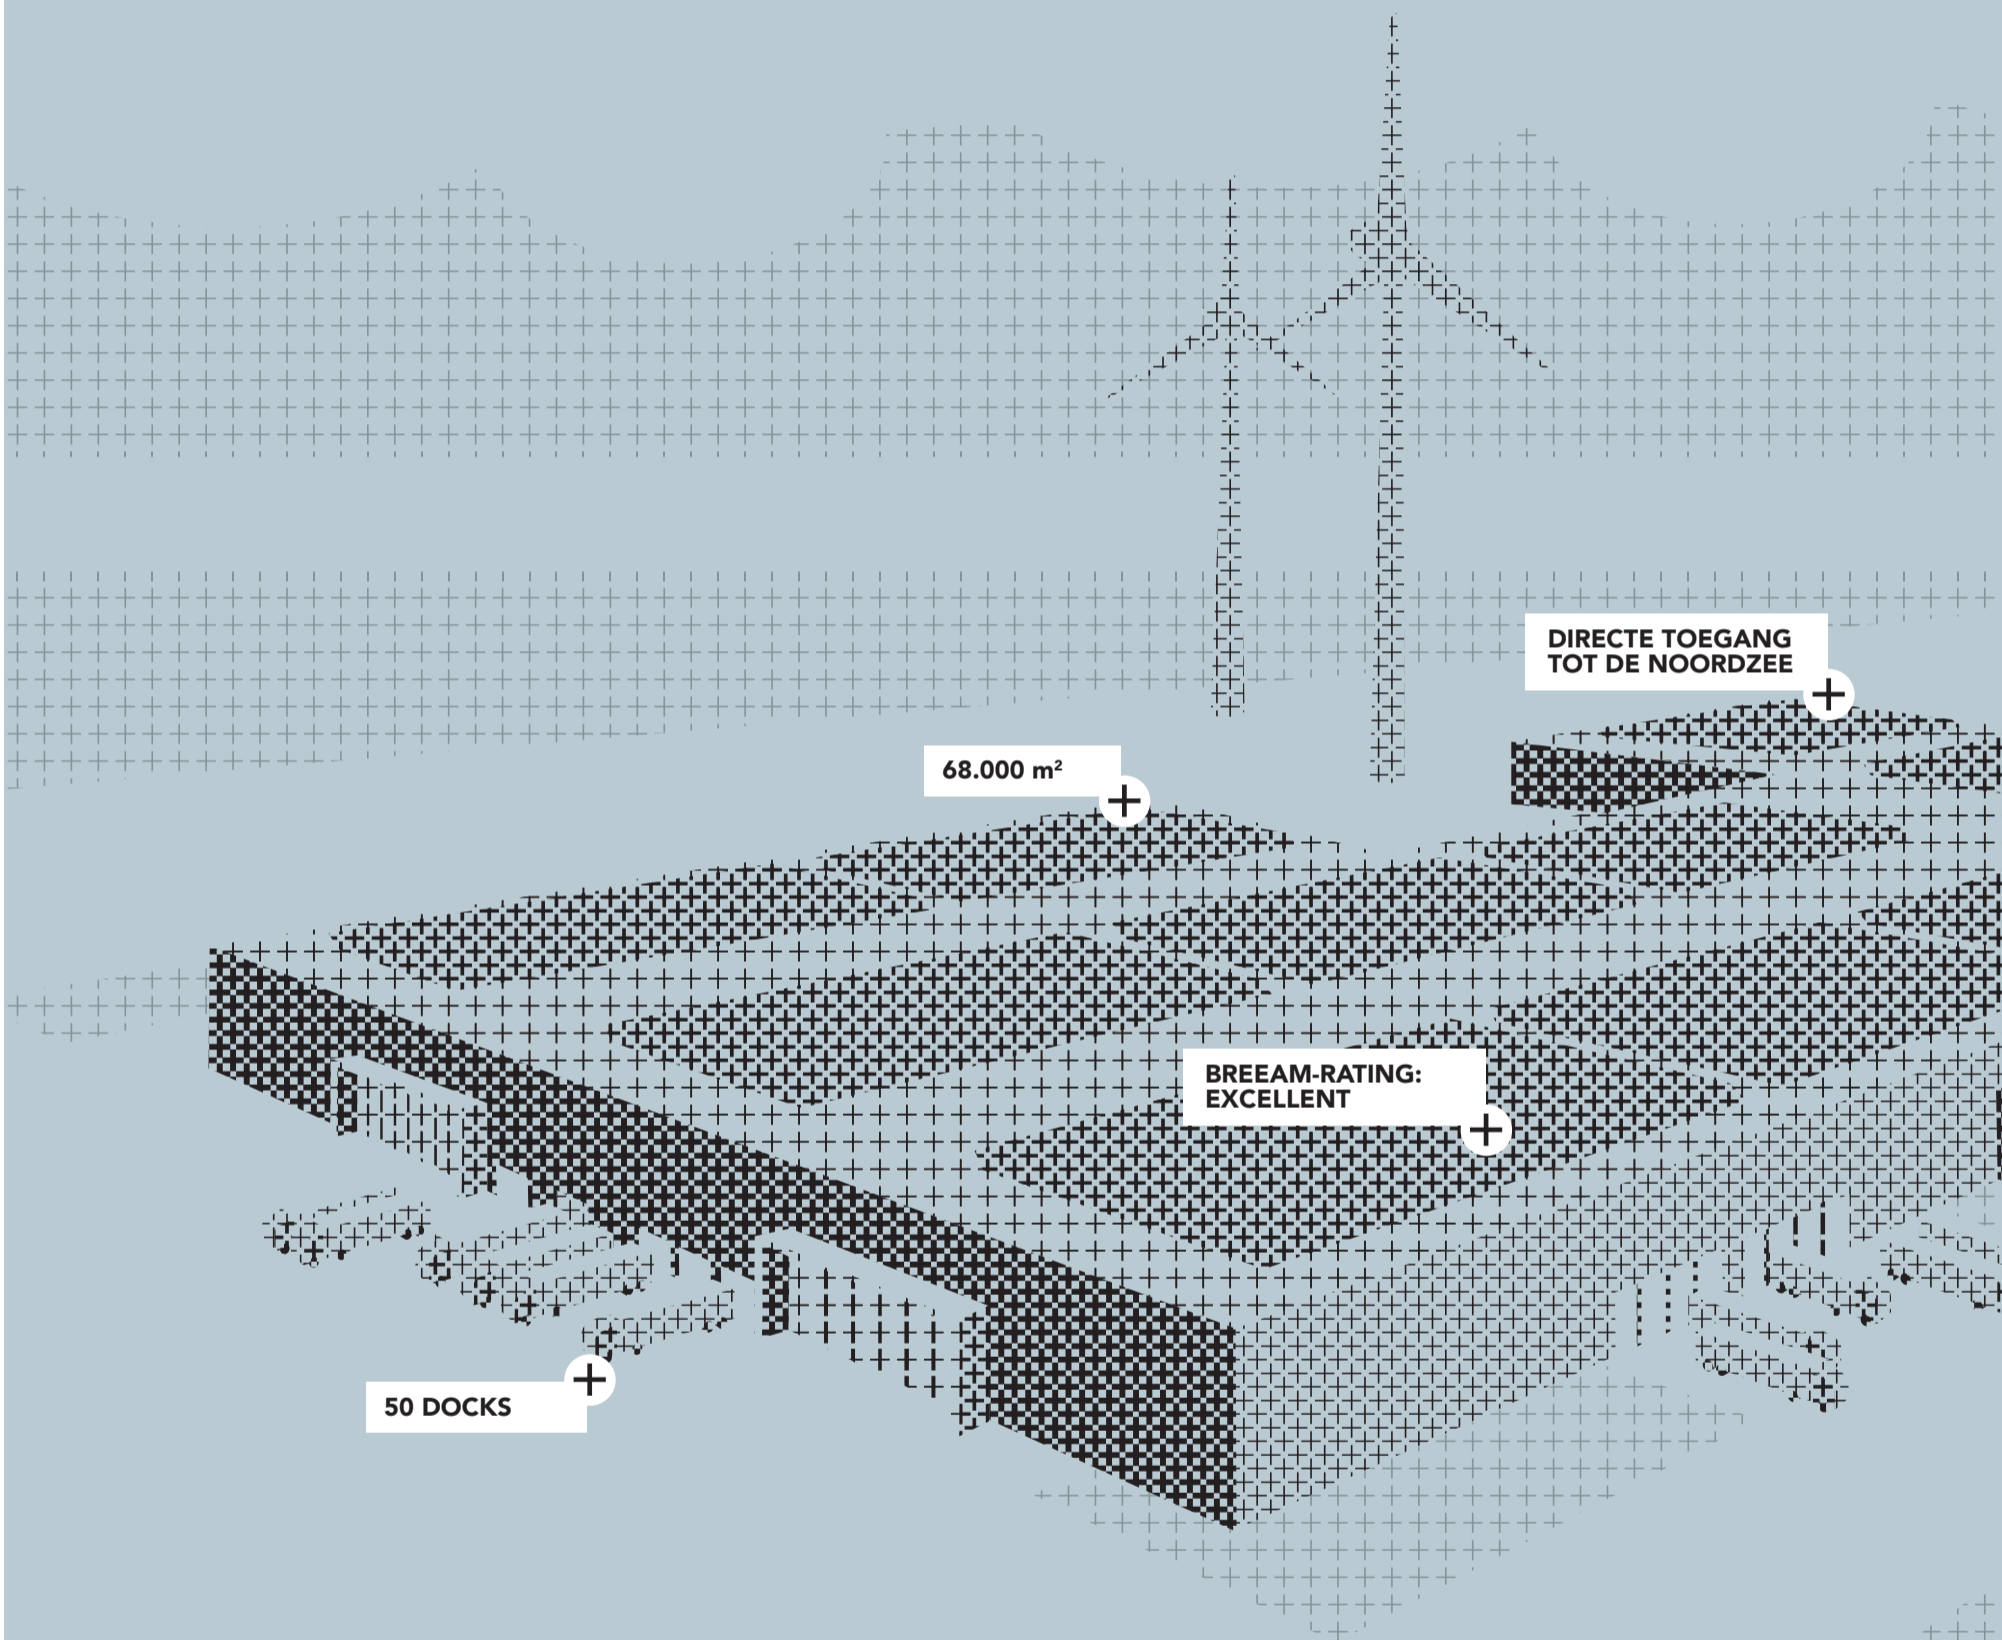 DIRECTE TOEGANG
TOT DE NOORDZEE
68.000 m²
BREEAM-RATING:
EXCELLENT
50 DOCKS